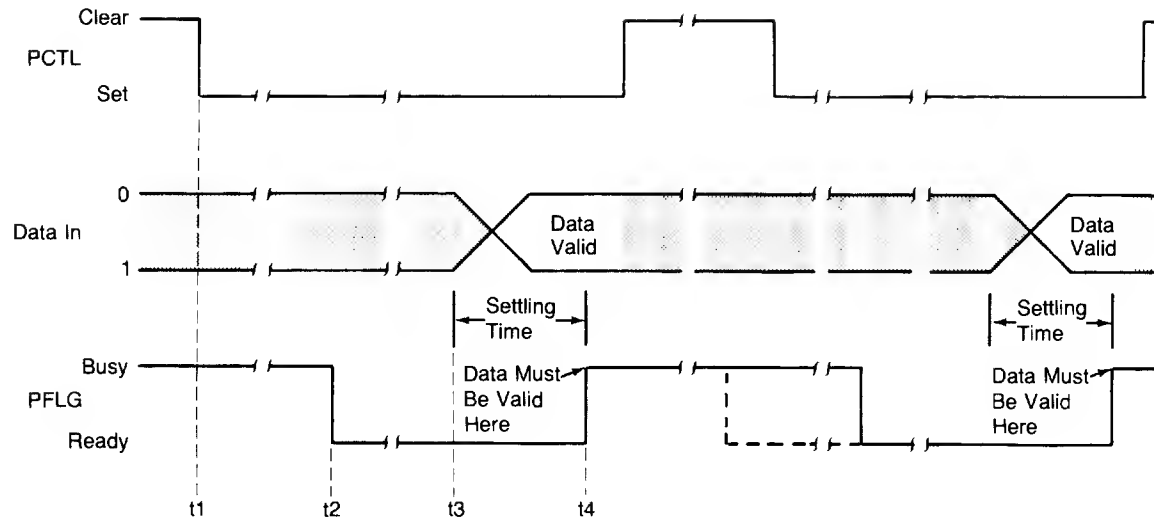 Clear
PCTL
Set
0
Data In
1
Data
Valid
Data
Valid
Settling
Time
Settling
Time
Busy
PFLG
Ready
Data Must
Be Valid
Here
Data Must
Be Valid
Here
t1
t2
t3
t4